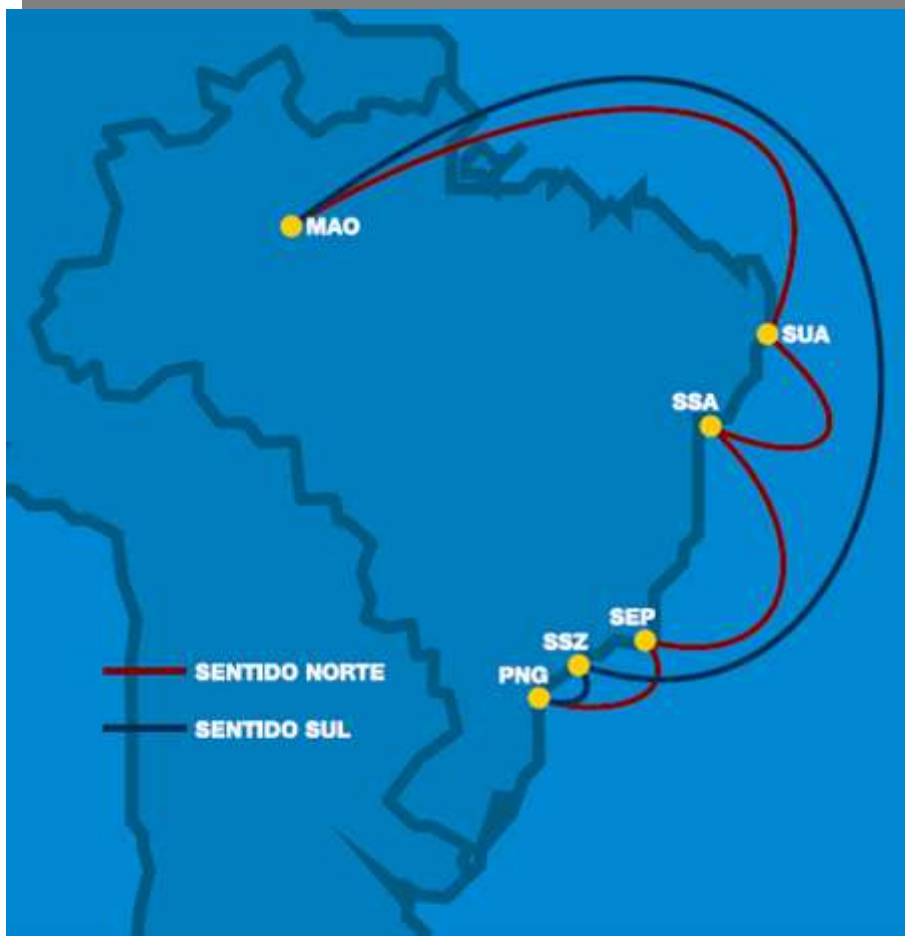 MAO
SUA
SSA
SEP
SSZ
PNG
SENTIDO NORTE
SENTIDO SUL